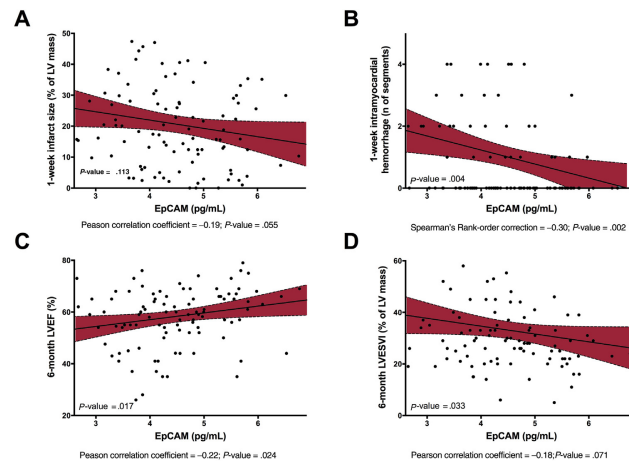 A
1-week infarct size (% of LV mass)
50
40
30
20
10
0
P-value = .113
3 4 5 6
EpCAM (pg/mL)
Peason correlation coefficient = −0.19; P-value = .055
B
1-week intramyocardial
hemorrhage (n of segments)
4
2
0
P-value = .004
3 4 5 6
EpCAM (pg/mL)
Spearman's Rank-order correction = −0.30; P-value = .002
C
6-month LVEF (%)
80
60
40
20
P-value = .017
3 4 5 6
EpCAM (pg/mL)
Peason correlation coefficient = −0.22; P-value = .024
D
6-month LVESVI (% of LV mass)
60
40
20
0
P-value = .033
3 4 5 6
EpCAM (pg/mL)
Pearson correlation coefficient = −0.18;P-value = .071